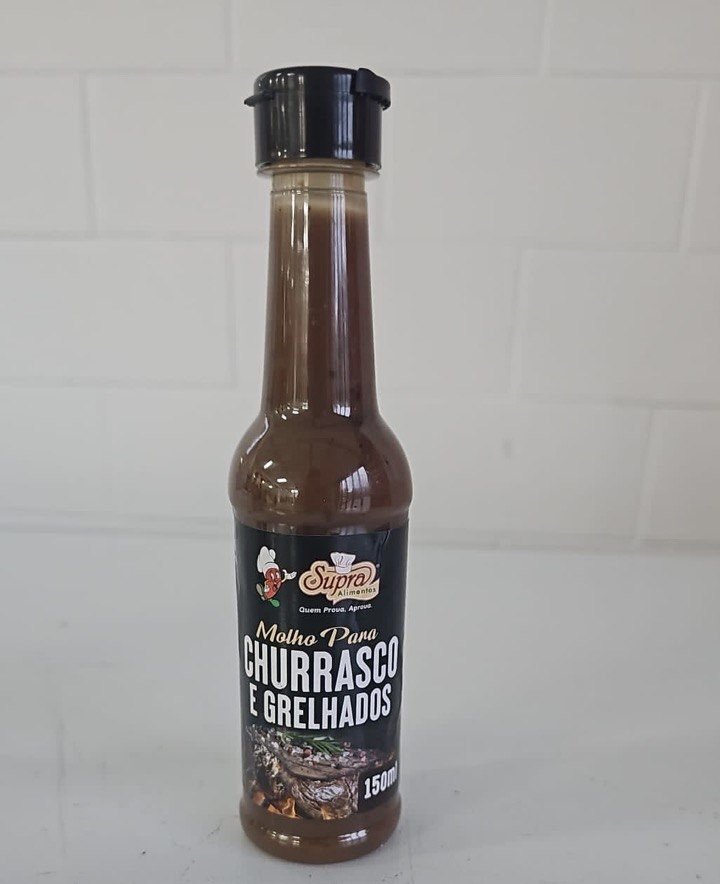 Supra
Alimentos
Quem Prova, Aprova.
Molho Para
CHURRASCO
E GRELHADOS
150ml